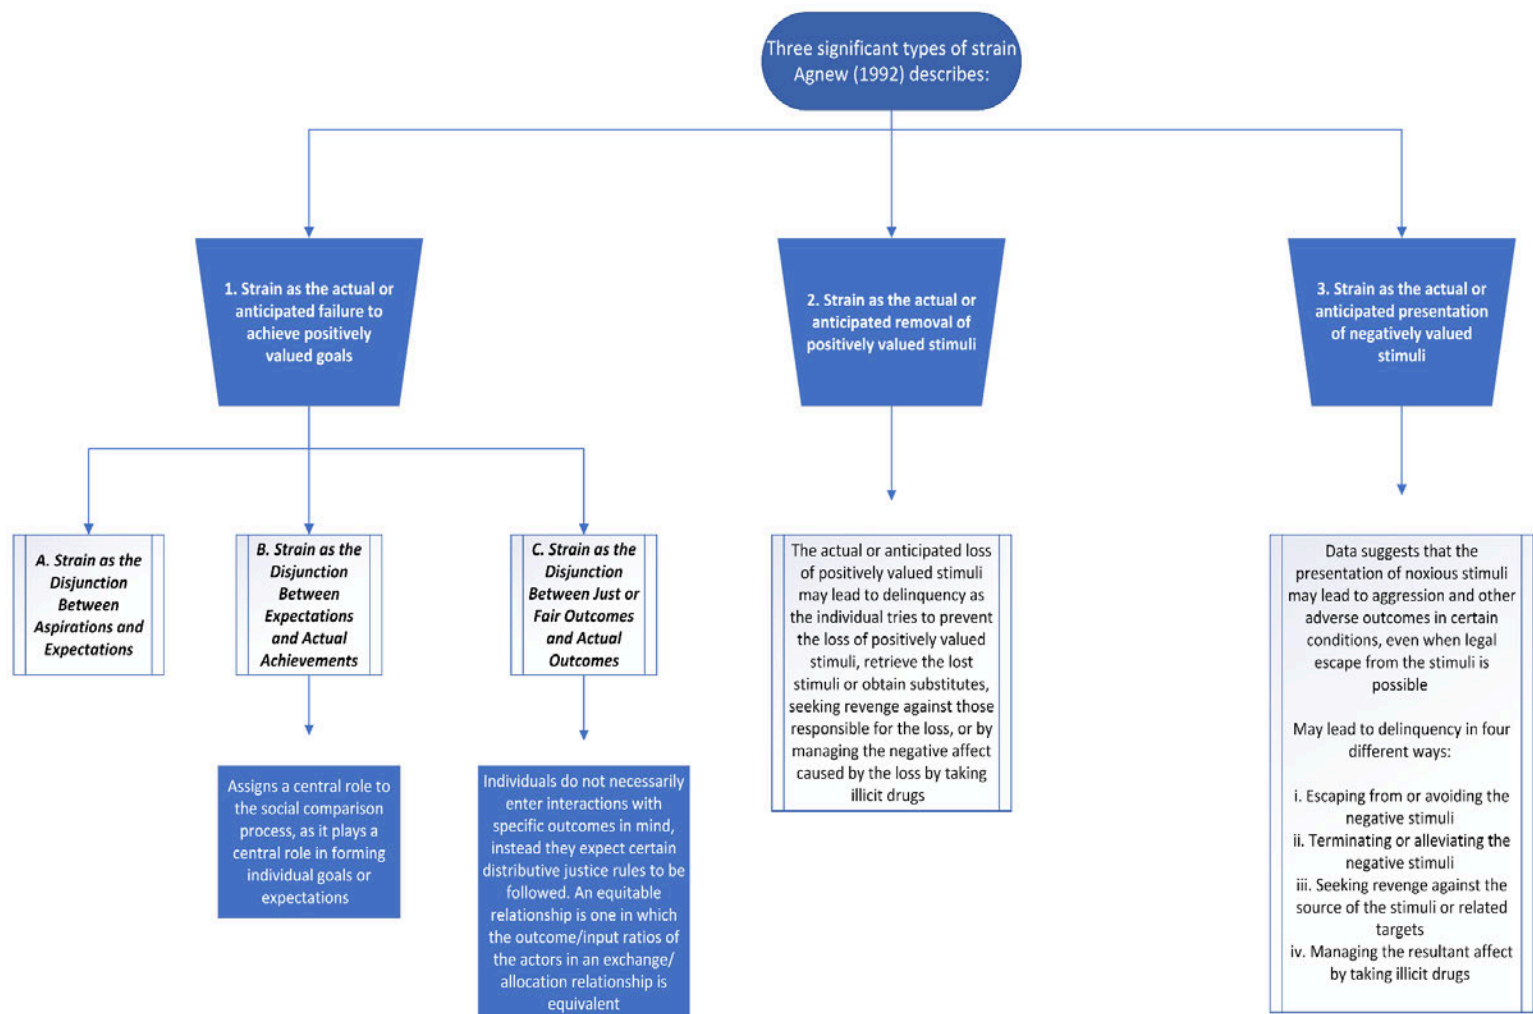 Three significant types of strain
Agnew (1992) describes:
1. Strain as the actual or
anticipated failure to
achieve positively
valued goals
2. Strain as the actual or
anticipated removal of
positively valued stimuli
3. Strain as the actual or
anticipated presentation
of negatively valued
stimuli
A. Strain as the
Disjunction
Between
Aspirations and
Expectations
B. Strain as the
Disjunction
Between
Expectations
and Actual
Achievements
C. Strain as the
Disjunction
Between Just or
Fair Outcomes
and Actual
Outcomes
The actual or anticipated loss
of positively valued stimuli
may lead to delinquency as
the individual tries to prevent
the loss of positively valued
stimuli, retrieve the lost
stimuli or obtain substitutes,
seeking revenge against those
responsible for the loss, or by
managing the negative affect
caused by the loss by taking
illicit drugs
Data suggests that the
presentation of noxious stimuli
may lead to aggression and other
adverse outcomes in certain
conditions, even when legal
escape from the stimuli is
possible
May lead to delinquency in four
different ways:
i. Escaping from or avoiding the
negative stimuli
ii. Terminating or alleviating the
negative stimuli
iii. Seeking revenge against the
source of the stimuli or related
targets
iv. Managing the resultant affect
by taking illicit drugs
Assigns a central role to
the social comparison
process, as it plays a
central role in forming
individual goals or
expectations
Individuals do not necessarily
enter interactions with
specific outcomes in mind,
instead they expect certain
distributive justice rules to be
followed. An equitable
relationship is one in which
the outcome/input ratios of
the actors in an exchange/
allocation relationship is
equivalent